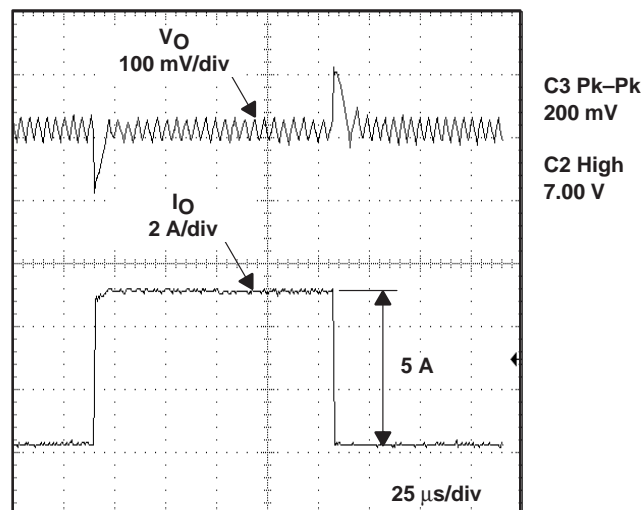 VO
100 mV/div
C3 Pk–Pk
200 mV
C2 High
7.00 V
IO
2 A/div
5 A
25 μs/div